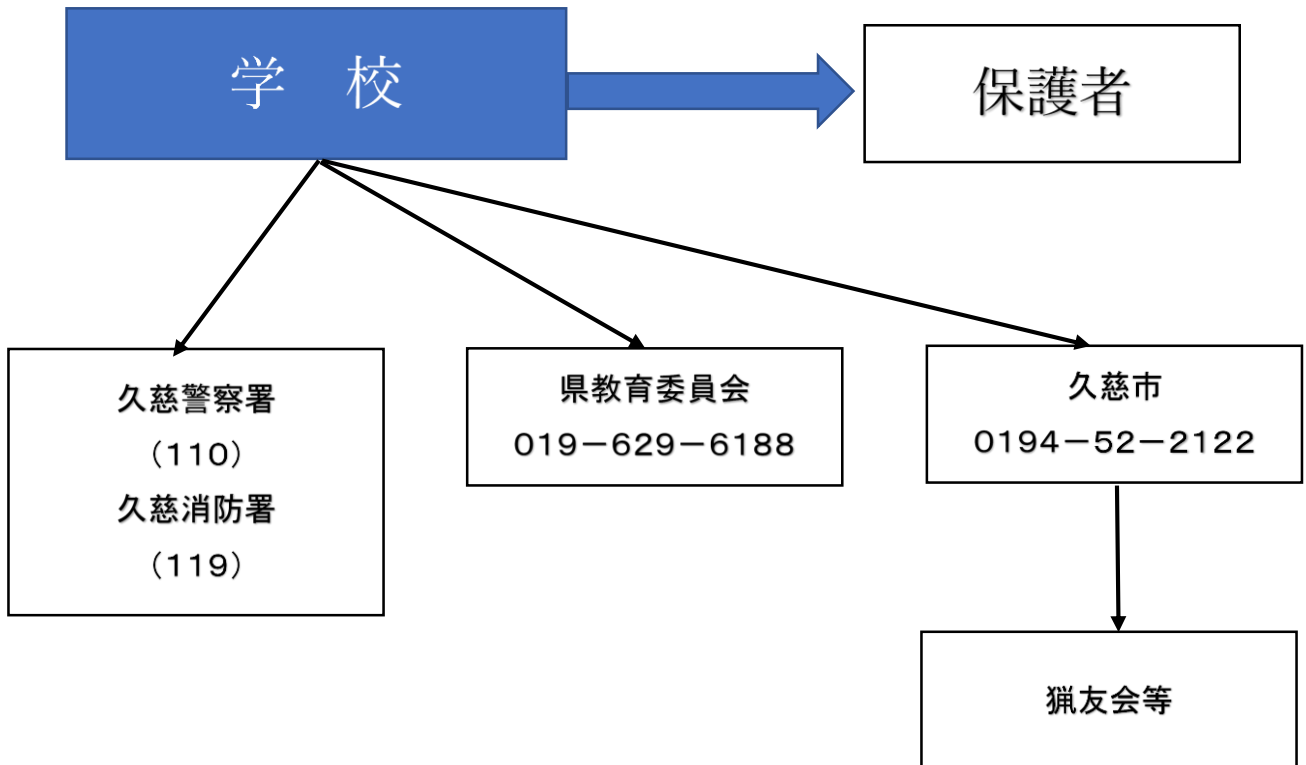 学　校
保護者
久慈警察署
（110）
久慈消防署
（119）
県教育委員会
019－629－6188
久慈市
0194－52－2122
猟友会等